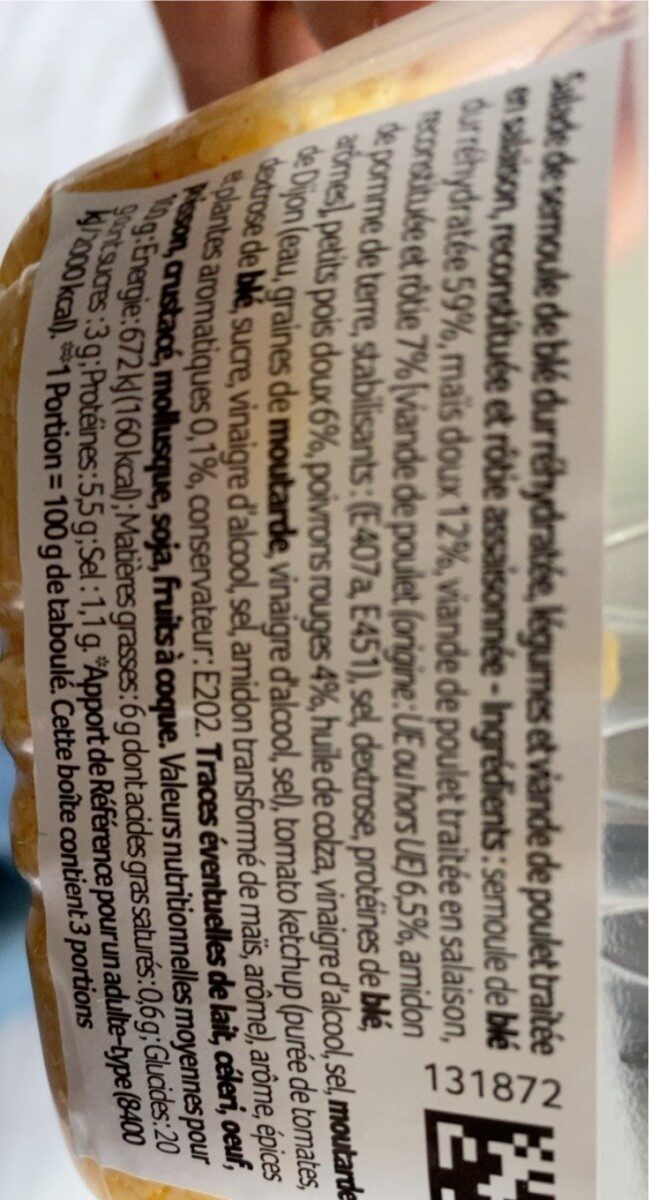 Salade de semoule de blé dur réhydratée, légumes et viande de poulet traitée
en salaison, reconstituée et rôtie assaisonnée - Ingrédients : semoule de blé
dur réhydratée 59%, maïs doux 12%, viande de poulet traitée en salaison,
reconstituée et rôtie 7% [viande de poulet (origine : UE ou hors UE) 6,5%, amidon
de pomme de terre, stabilisants : (E407a, E451), sel, dextrose, protéines de blé,
arômes], petits pois doux 6%, poivrons rouges 4%, huile de colza, vinaigre d'alcool, sel, moutarde
de Dijon (eau, graines de moutarde, vinaigre d'alcool, sel), tomato ketchup (purée de tomates,
dextrose de blé, sucre, vinaigre d'alcool, sel, amidon transformé de maïs, arôme), arôme, épices
et plantes aromatiques 0,1%, conservateur : E202. Traces éventuelles de lait, céleri, oeuf,
poisson, crustacé, mollusque, soja, fruits à coque. Valeurs nutritionnelles moyennes pour
100 g : Energie : 672 kJ (160 kcal) ; Matières grasses : 6 g dont acides gras saturés : 0,6 g ; Glucides : 20
g dont sucres : 3 g ; Protéines : 5,5 g ; Sel : 1,1 g. *Apport de Référence pour un adulte-type (8400
kJ/2000 kcal). **1 Portion = 100 g de taboulé. Cette boîte contient 3 portions
131872